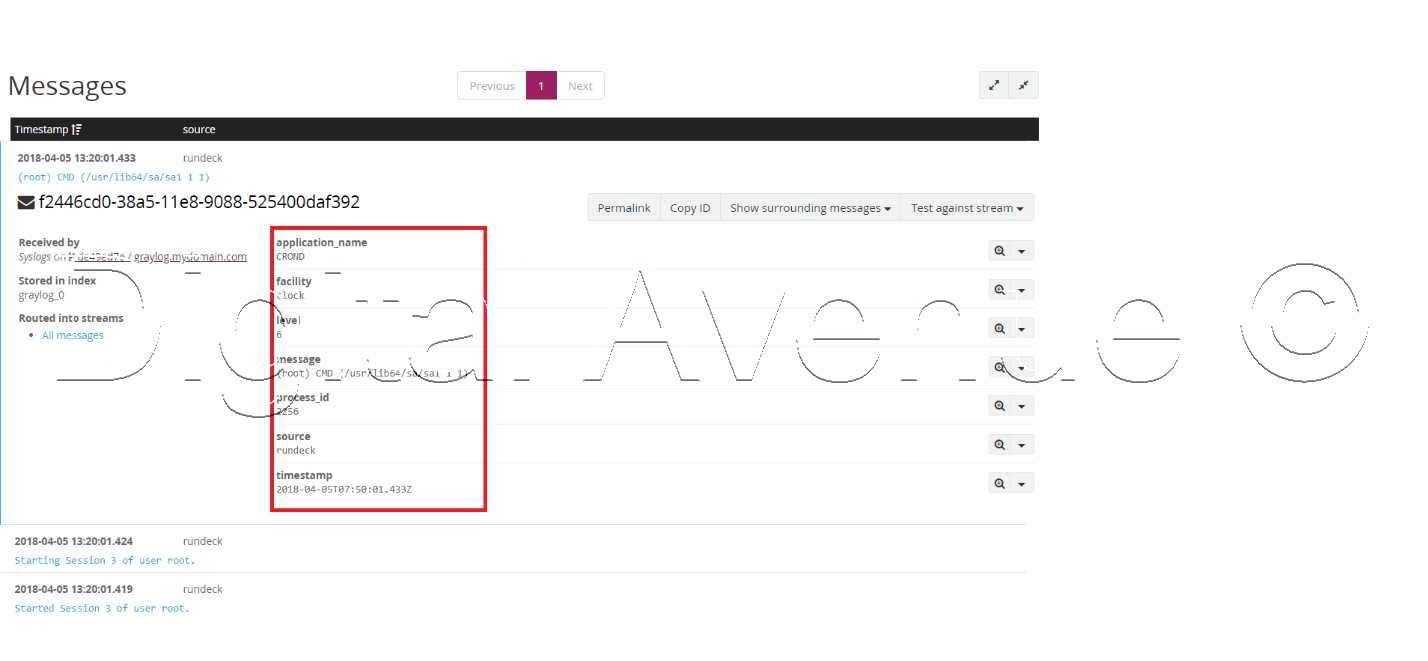 Messages
Previous 1 Next
Timestamp source
2018-04-05 13:20:01.433 rundeck
(root) CMD (/usr/lib64/sa/sa1 1 1)
f2446cd0-38a5-11e8-9088-525400daf392
Permalink Copy ID Show surrounding messages Test against stream
Received by
Syslogs on / graylog.mydomain.com
Stored in index
graylog_0
Routed into streams
All messages
application_name
CROND
facility
clock
level
6
message
(root) CMD (/usr/lib64/sa/sa1 1 1)
process_id
2256
source
rundeck
timestamp
2018-04-05T07:50:01.433Z
Digital Avenue ©
2018-04-05 13:20:01.424 rundeck
Starting Session 3 of user root.
2018-04-05 13:20:01.419 rundeck
Started Session 3 of user root.